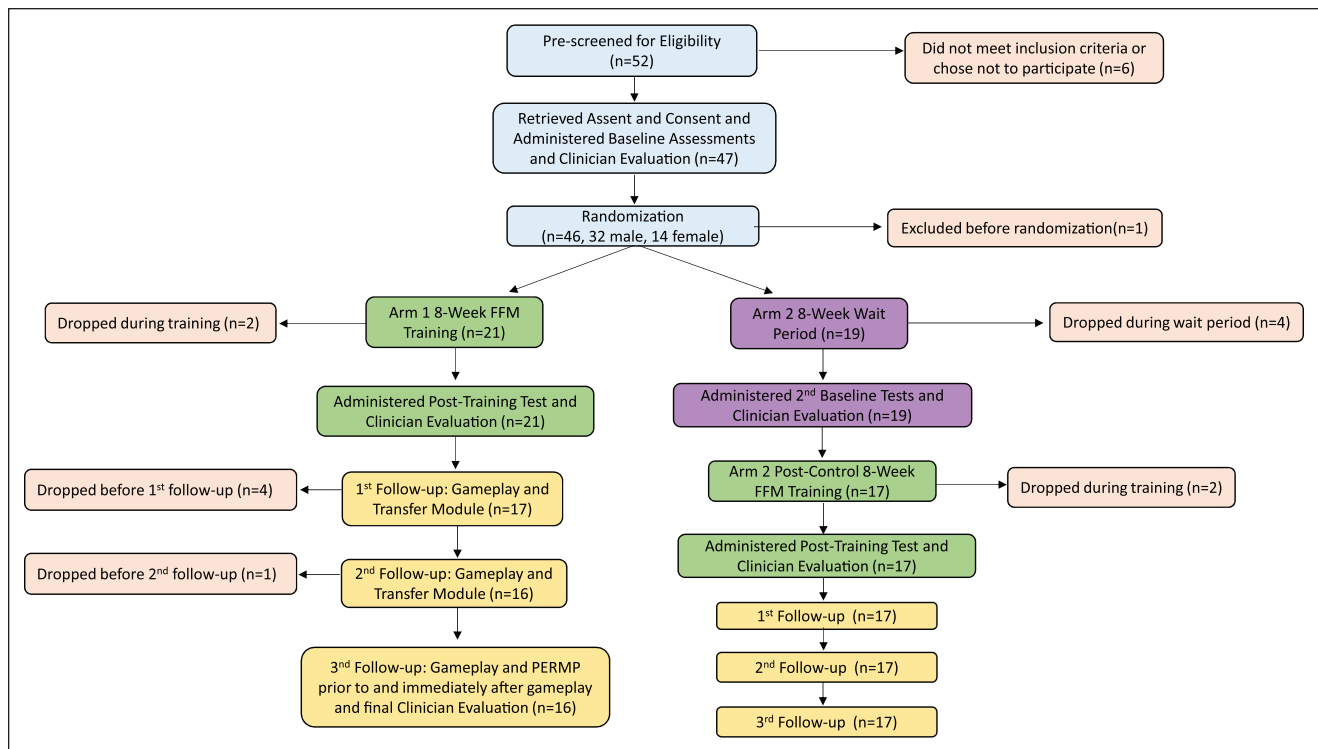 Pre-screened for Eligibility
(n=52)
Did not meet inclusion criteria or
chose not to participate (n=6)
Retrieved Assent and Consent and
Administered Baseline Assessments
and Clinician Evaluation (n=47)
Randomization
(n=46, 32 male, 14 female)
Excluded before randomization(n=1)
Dropped during training (n=2)
Arm 1 8-Week FFM
Training (n=21)
Arm 2 8-Week Wait
Period (n=19)
Dropped during wait period (n=4)
Administered Post-Training Test and
Clinician Evaluation (n=21)
Administered 2nd Baseline Tests and
Clinician Evaluation (n=19)
Dropped before 1st follow-up (n=4)
1st Follow-up: Gameplay and
Transfer Module (n=17)
Arm 2 Post-Control 8-Week
FFM Training (n=17)
Dropped during training (n=2)
Administered Post-Training Test and
Clinician Evaluation (n=17)
Dropped before 2nd follow-up (n=1)
2nd Follow-up: Gameplay and
Transfer Module (n=16)
1st Follow-up (n=17)
3nd Follow-up: Gameplay and PERMP
prior to and immediately after gameplay
and final Clinician Evaluation (n=16)
2nd Follow-up (n=17)
3rd Follow-up (n=17)